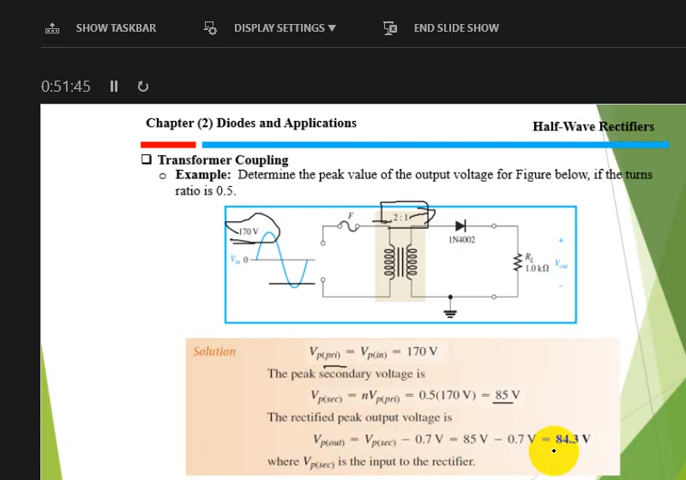 SHOW TASKBAR DISPLAY SETTINGS ▼ END SLIDE SHOW
0:51:45
Chapter (2) Diodes and Applications
Half-Wave Rectifiers
❑ Transformer Coupling
o Example: Determine the peak value of the output voltage for Figure below, if the turns
ratio is 0.5.
170 V
F
2 : 1
1N4002
V_in 0
+
R_L
1.0 kΩ
V_out
–
Solution
V_p(pri) = V_p(in) = 170 V
The peak secondary voltage is
V_p(sec) = nV_p(pri) = 0.5(170 V) = 85 V
The rectified peak output voltage is
V_p(out) = V_p(sec) − 0.7 V = 85 V − 0.7 V = 84.3 V
where V_p(sec) is the input to the rectifier.